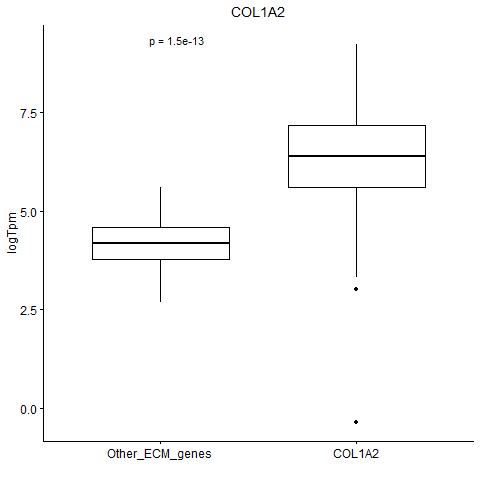 COL1A2
p = 1.5e-13
7.5
5.0
2.5
0.0
logTpm
Other_ECM_genes
COL1A2